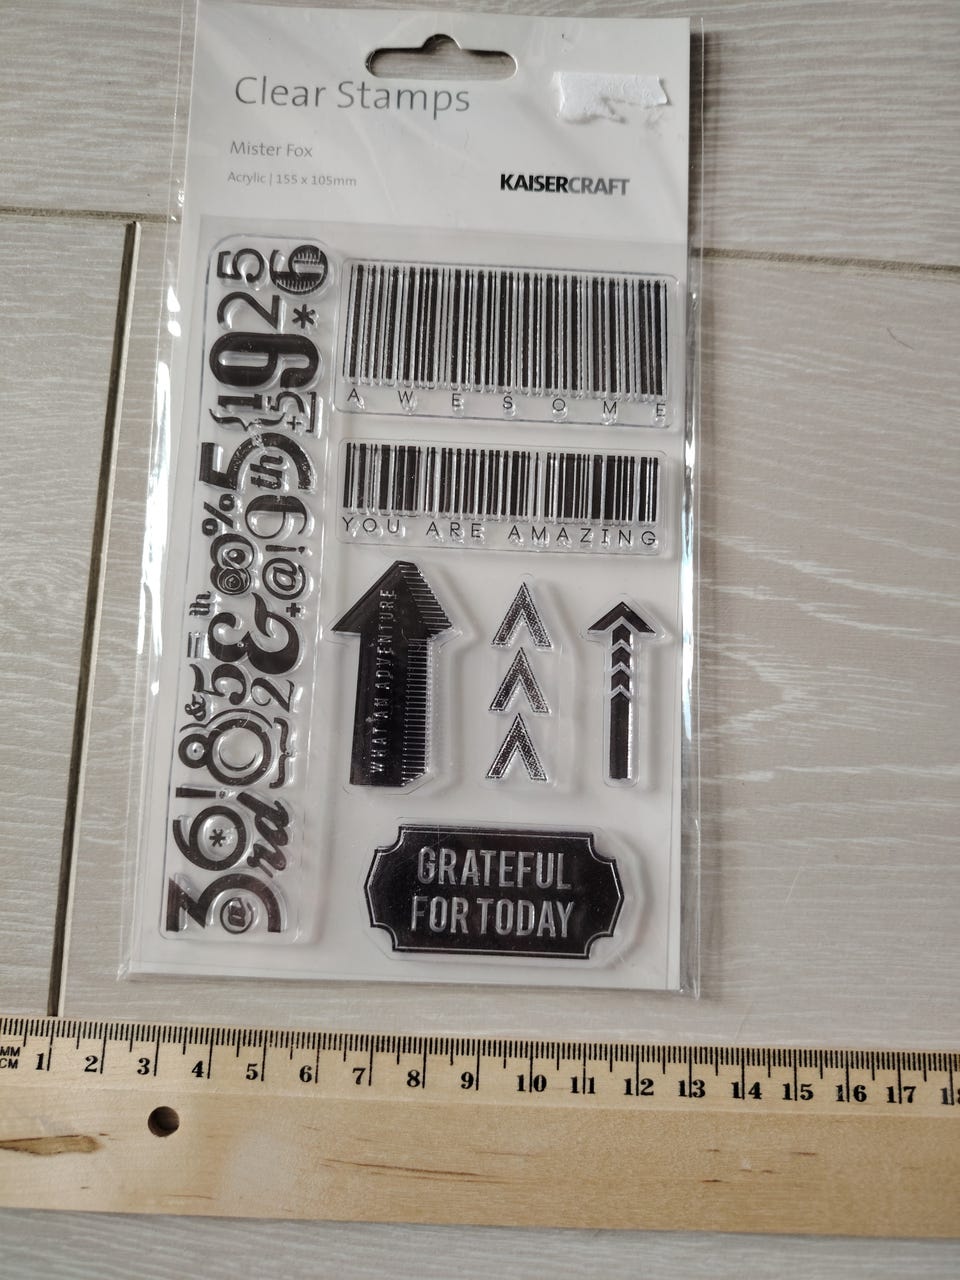 Clear Stamps
Mister Fox
Acrylic | 155 x 105mm
KAISERCRAFT
A W E S O M E
YOU ARE AMAZING
WHAT AN ADVENTURE
GRATEFUL
FOR TODAY
MM
CM
1 2 3 4 5 6 7 8 9 10 11 12 13 14 15 16 17 18